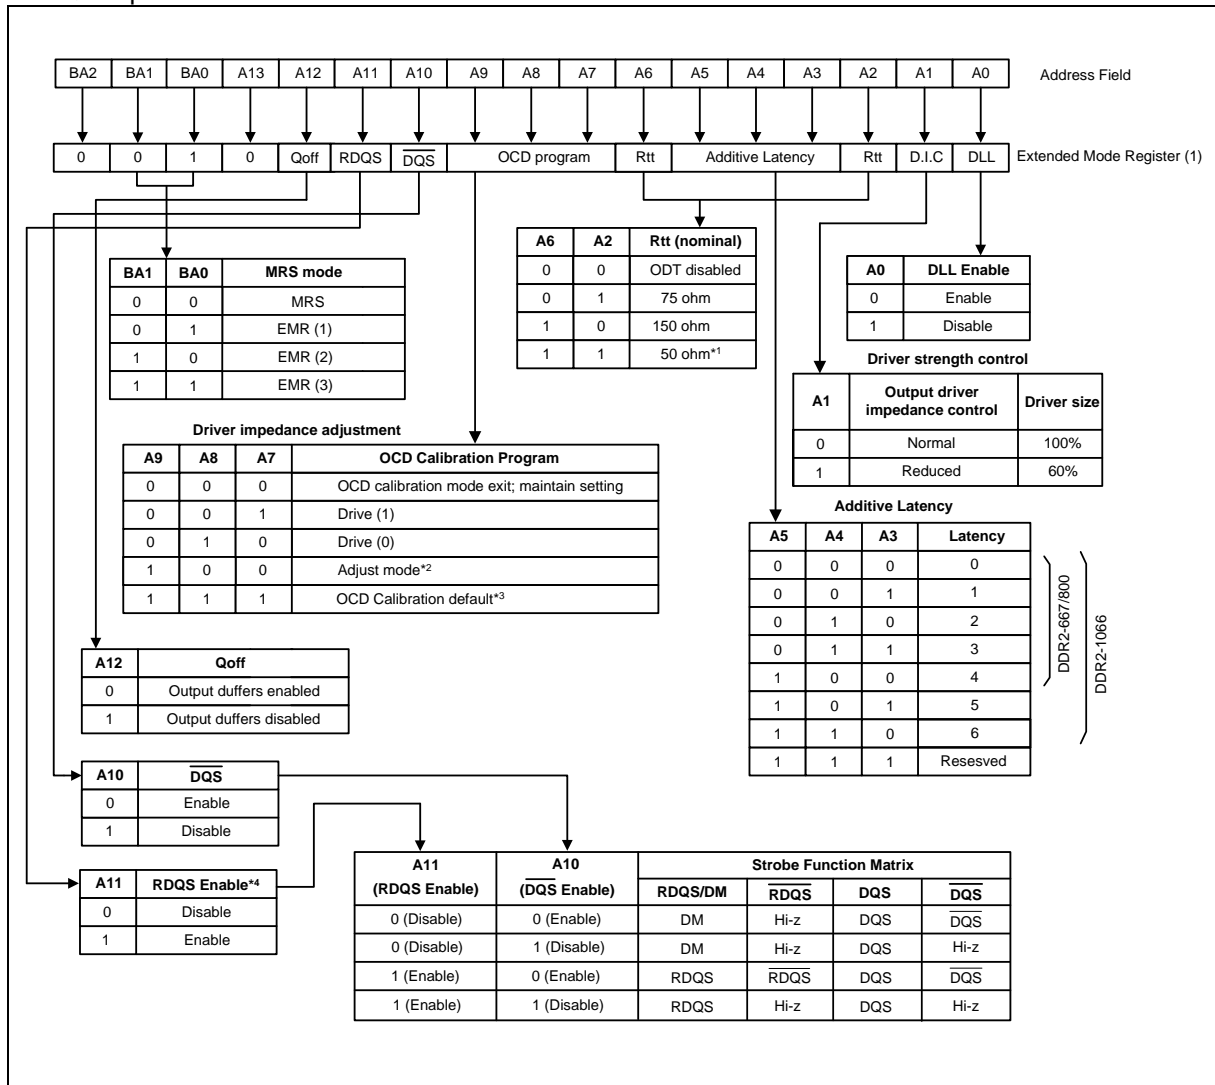 BA2 BA1 BA0 A13 A12 A11 A10 A9 A8 A7 A6 A5 A4 A3 A2 A1 A0 Address Field
0 0 1 0 Qoff RDQS DQS OCD program Rtt Additive Latency Rtt D.I.C DLL Extended Mode Register (1)
BA1 BA0 MRS mode
0 0 MRS
0 1 EMR (1)
1 0 EMR (2)
1 1 EMR (3)
A6 A2 Rtt (nominal)
0 0 ODT disabled
0 1 75 ohm
1 0 150 ohm
1 1 50 ohm*1
A0 DLL Enable
0 Enable
1 Disable
Driver strength control
A1 Output driver impedance control Driver size
0 Normal 100%
1 Reduced 60%
Driver impedance adjustment
A9 A8 A7 OCD Calibration Program
0 0 0 OCD calibration mode exit; maintain setting
0 0 1 Drive (1)
0 1 0 Drive (0)
1 0 0 Adjust mode*2
1 1 1 OCD Calibration default*3
Additive Latency
A5 A4 A3 Latency
0 0 0 0
0 0 1 1
0 1 0 2
0 1 1 3
1 0 0 4
1 0 1 5
1 1 0 6
1 1 1 Resesved
DDR2-667/800
DDR2-1066
A12 Qoff
0 Output duffers enabled
1 Output duffers disabled
A10 DQS
0 Enable
1 Disable
A11 RDQS Enable*4
0 Disable
1 Enable
A11 (RDQS Enable) A10 (DQS Enable) Strobe Function Matrix
RDQS/DM RDQS DQS DQS
0 (Disable) 0 (Enable) DM Hi-z DQS DQS
0 (Disable) 1 (Disable) DM Hi-z DQS Hi-z
1 (Enable) 0 (Enable) RDQS RDQS DQS DQS
1 (Enable) 1 (Disable) RDQS Hi-z DQS Hi-z